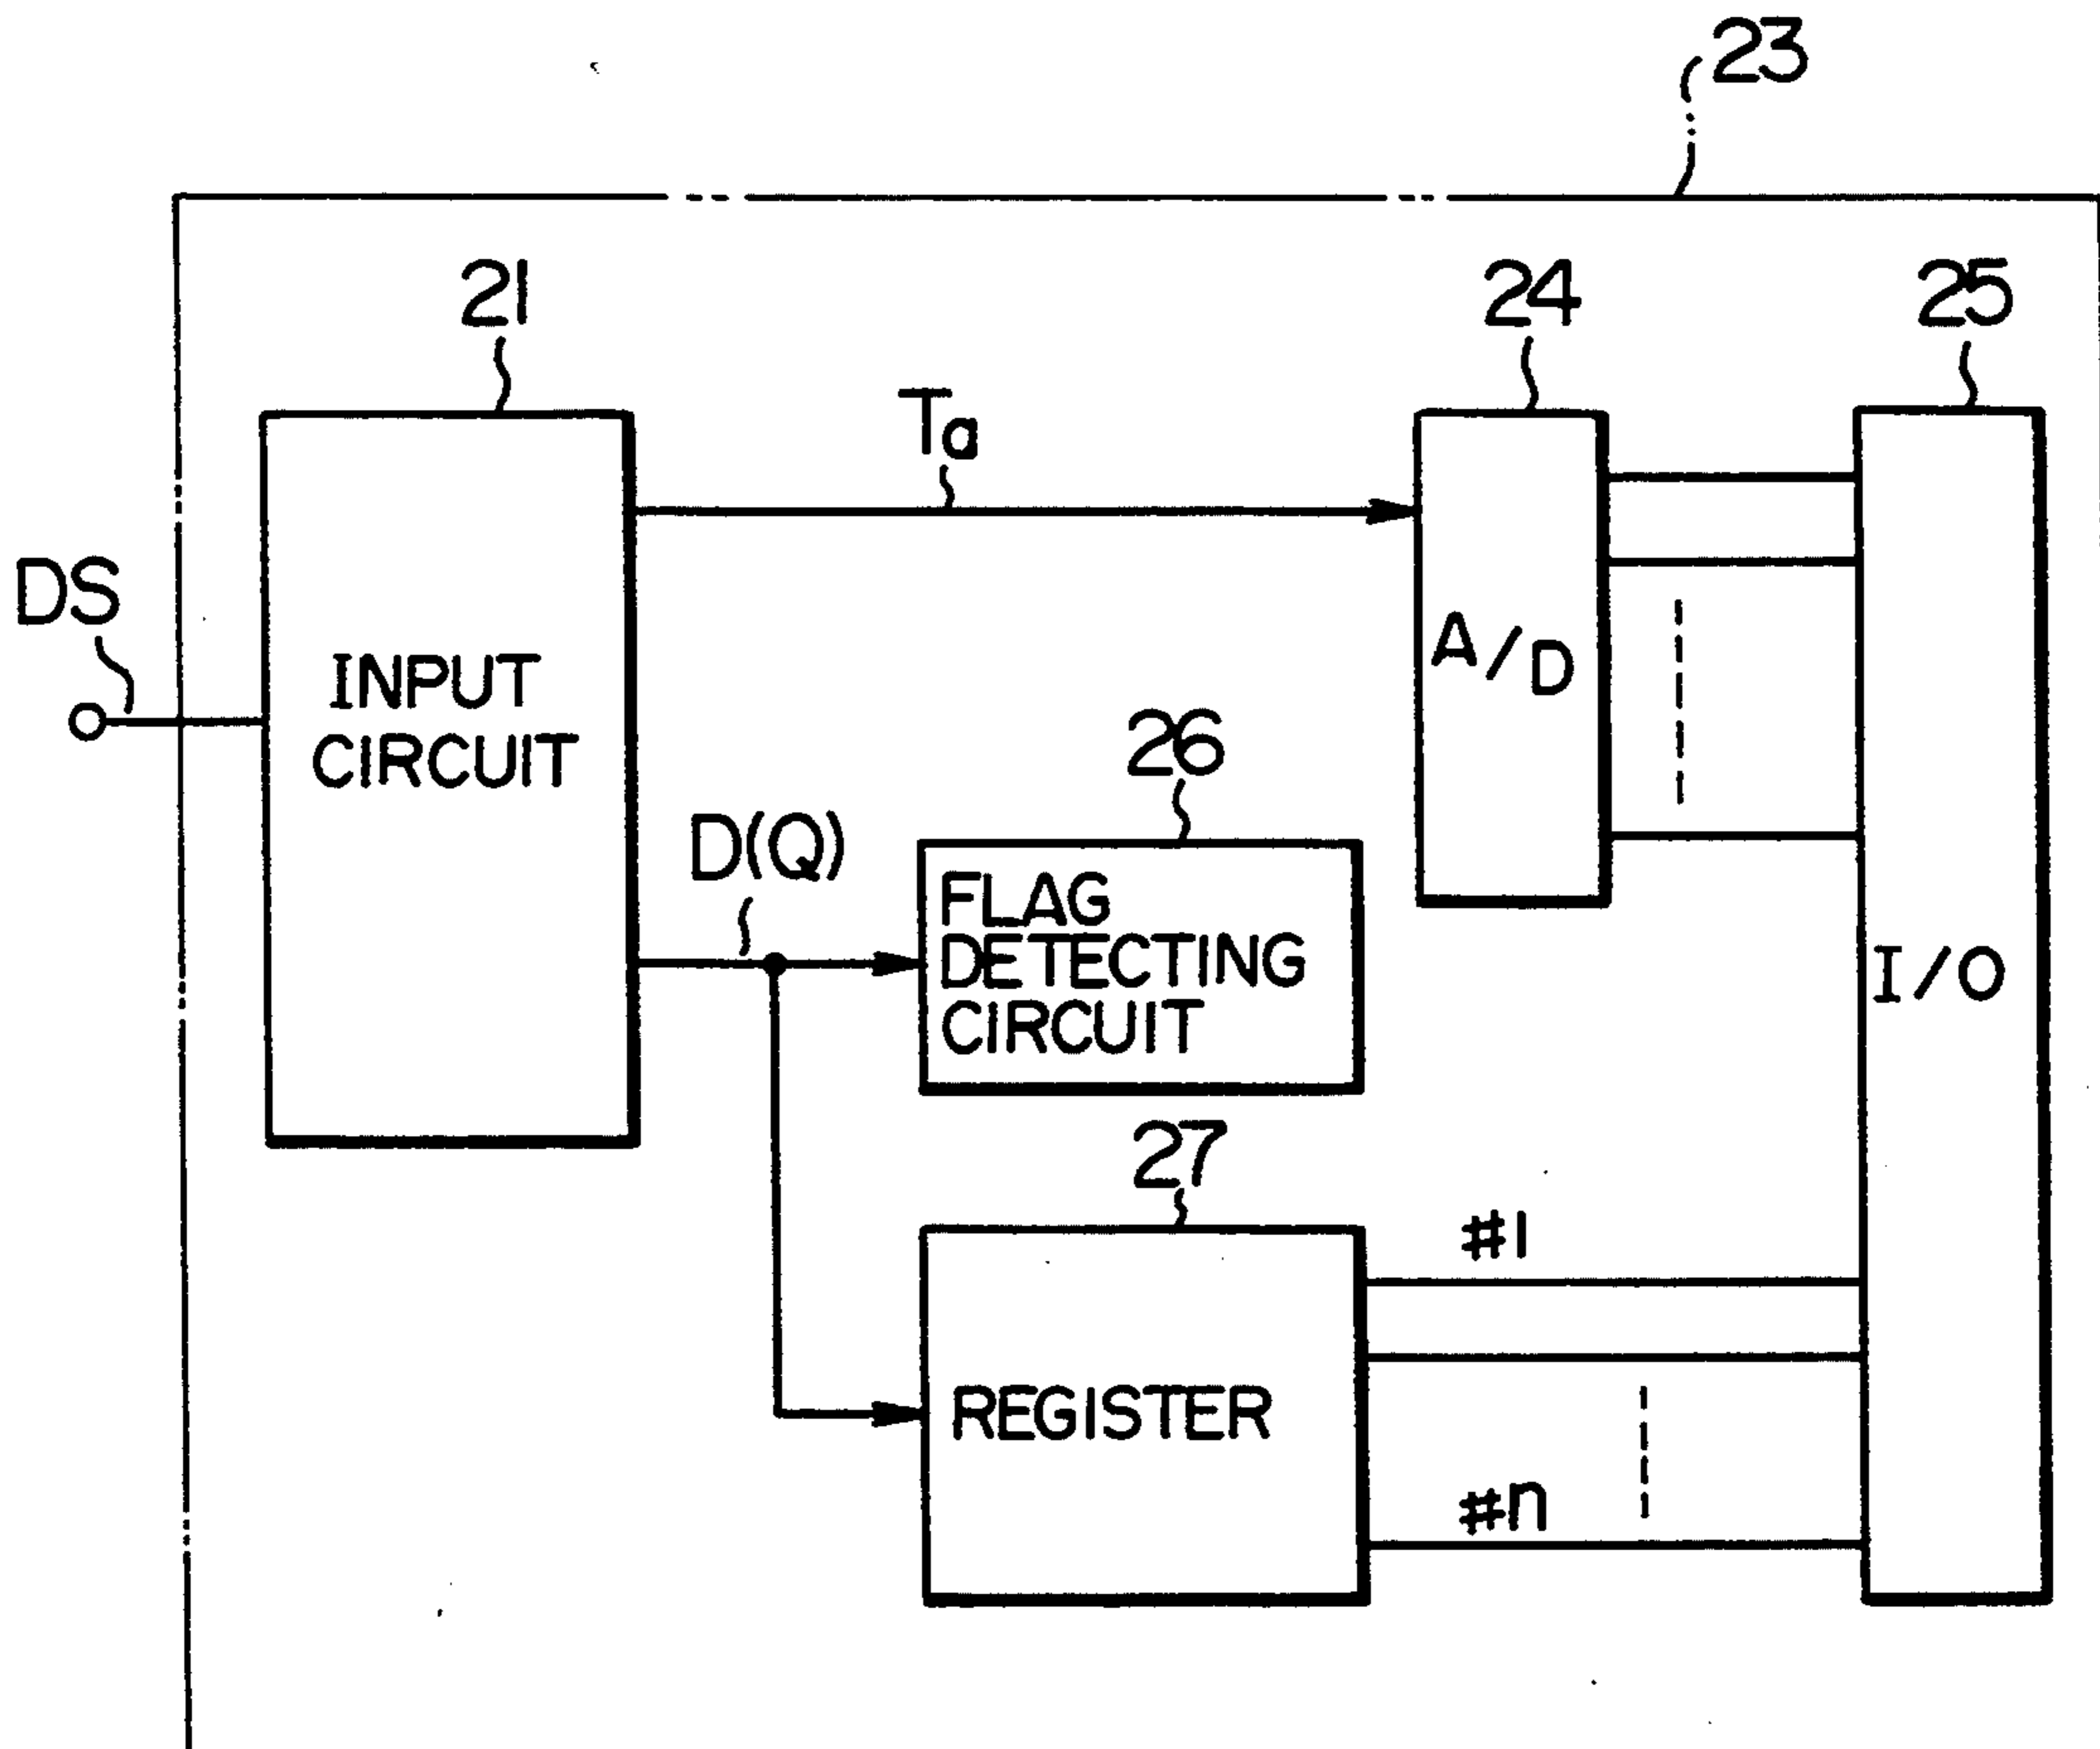 23
21
24
25
Ta
DS
INPUT
CIRCUIT
A/D
26
D(Q)
FLAG
DETECTING
CIRCUIT
I/O
27
#1
REGISTER
#n